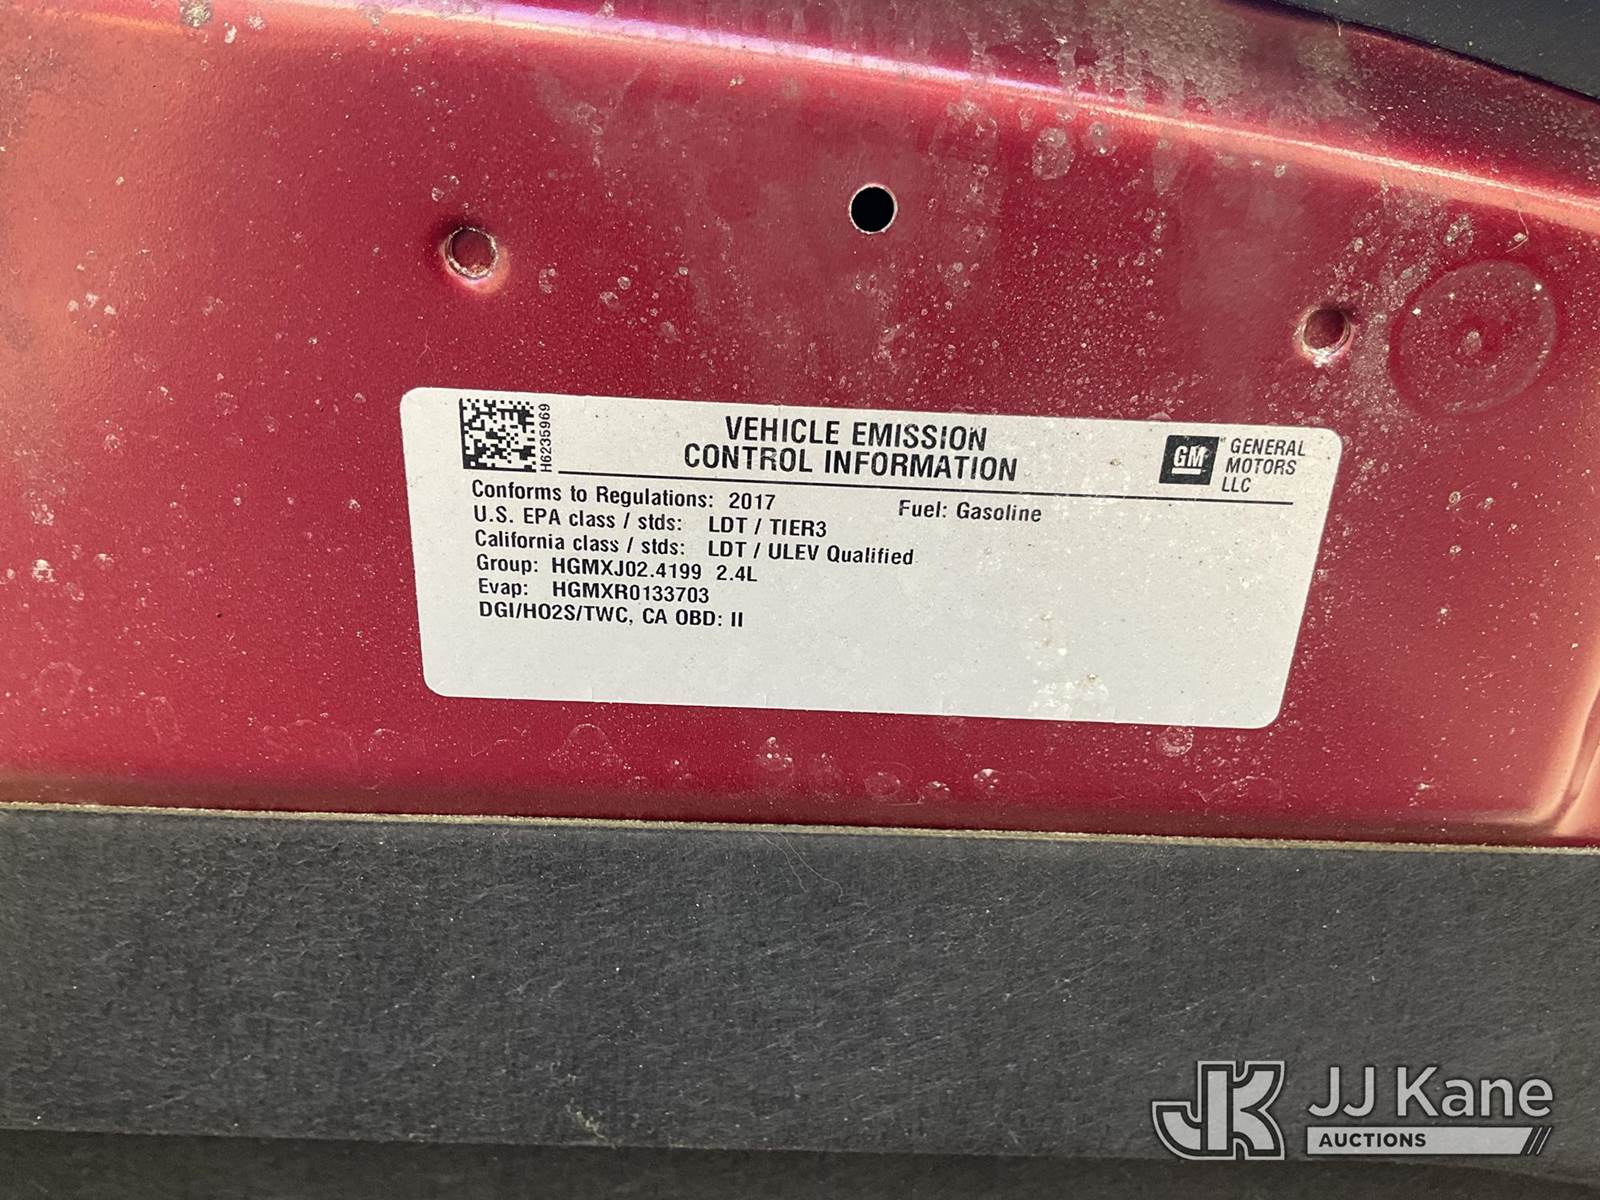 H6235969
VEHICLE EMISSION
CONTROL INFORMATION
GM
GENERAL
MOTORS
LLC
Conforms to Regulations: 2017 Fuel: Gasoline
U.S. EPA class / stds: LDT / TIER3
California class / stds: LDT / ULEV Qualified
Group: HGMXJ02.4199 2.4L
Evap: HGMXR0133703
DGI/HO2S/TWC, CA OBD: II
JK JJ Kane
AUCTIONS